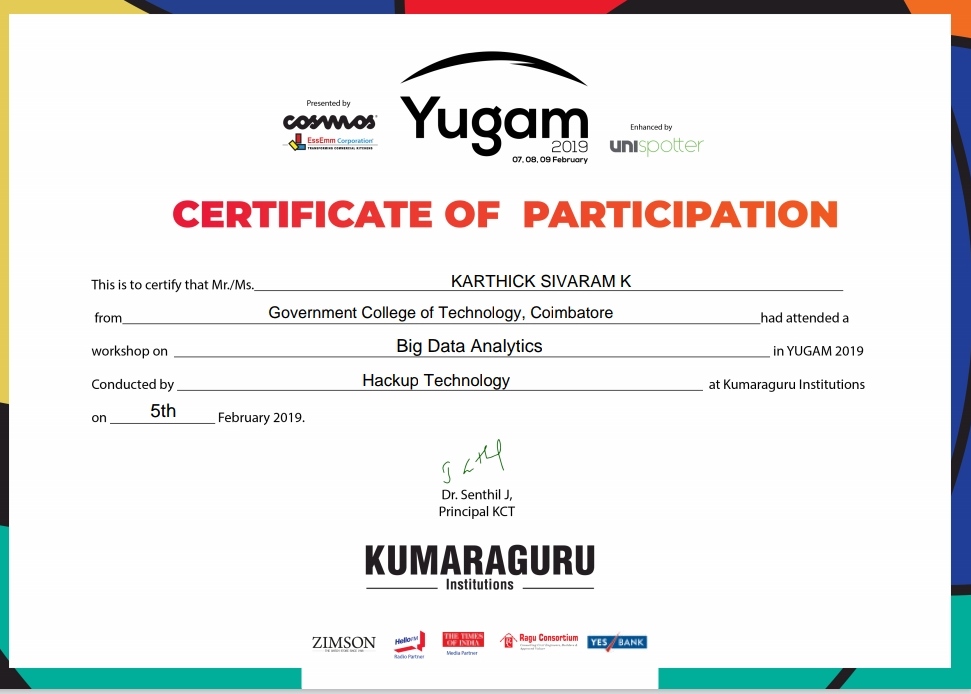 Presented by
cosmos
EssEmm Corporation
TRANSFORMING COMMERCIAL KITCHENS
Yugam
2019
07, 08, 09 February
Enhanced by
unispotter
CERTIFICATE OF PARTICIPATION
This is to certify that Mr./Ms. KARTHICK SIVARAM K
from Government College of Technology, Coimbatore had attended a
workshop on Big Data Analytics in YUGAM 2019
Conducted by Hackup Technology at Kumaraguru Institutions
on 5th February 2019.
Dr. Senthil J,
Principal KCT
KUMARAGURU
Institutions
ZIMSON
Hello FM
Radio Partner
THE TIMES
OF INDIA
Media Partner
Ragu Consortium
YES BANK